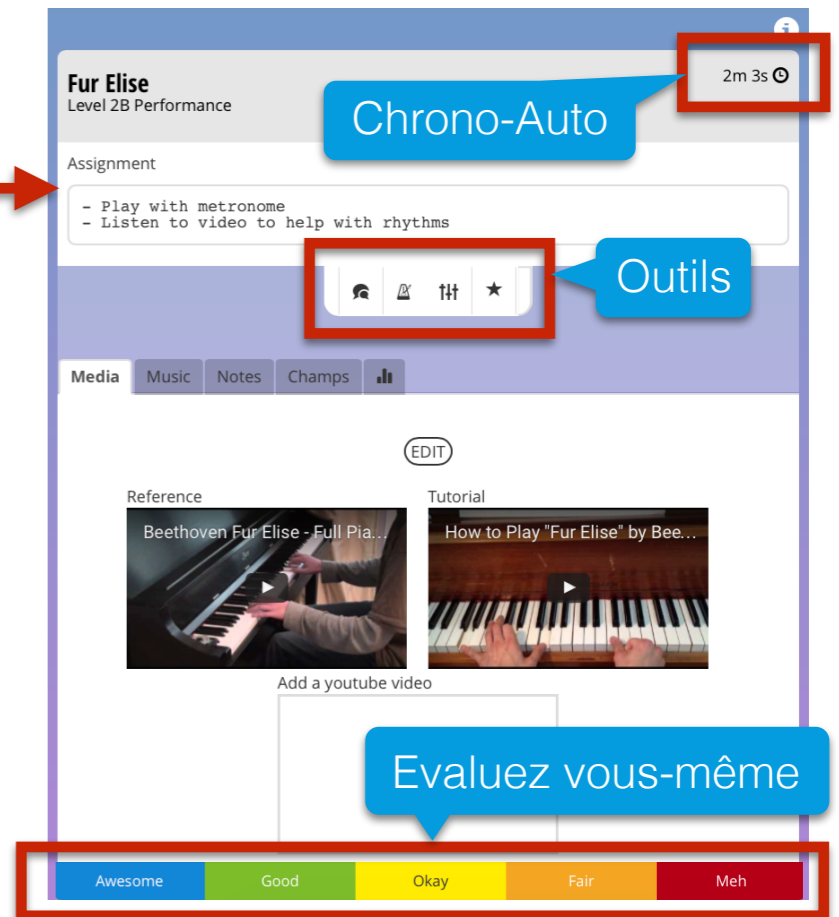 Fur Elise
Level 2B Performance
2m 3s
Chrono-Auto
Assignment
- Play with metronome
- Listen to video to help with rhythms
Outils
Media Music Notes Champs
EDIT
Reference Tutorial
Beethoven Fur Elise - Full Pia... How to Play "Fur Elise" by Bee...
Add a youtube video
Evaluez vous-même
Awesome Good Okay Fair Meh